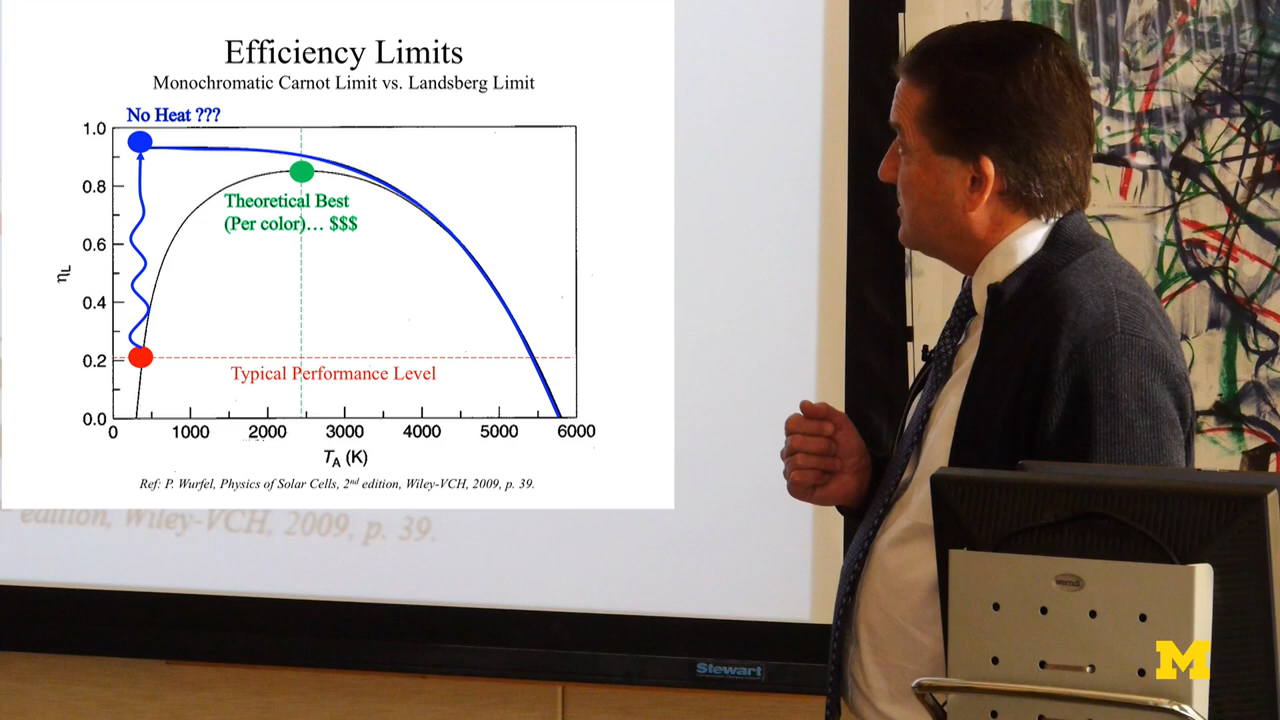 Efficiency Limits
Monochromatic Carnot Limit vs. Landsberg Limit
No Heat ???
1.0
0.8
Theoretical Best
(Per color)… $$$
0.6
ηL
0.4
0.2
Typical Performance Level
0.0
0 1000 2000 3000 4000 5000 6000
TA (K)
Ref: P. Wurfel, Physics of Solar Cells, 2nd edition, Wiley-VCH, 2009, p. 39.
edition, Wiley-VCH, 2009, p. 39.
Stewart
M